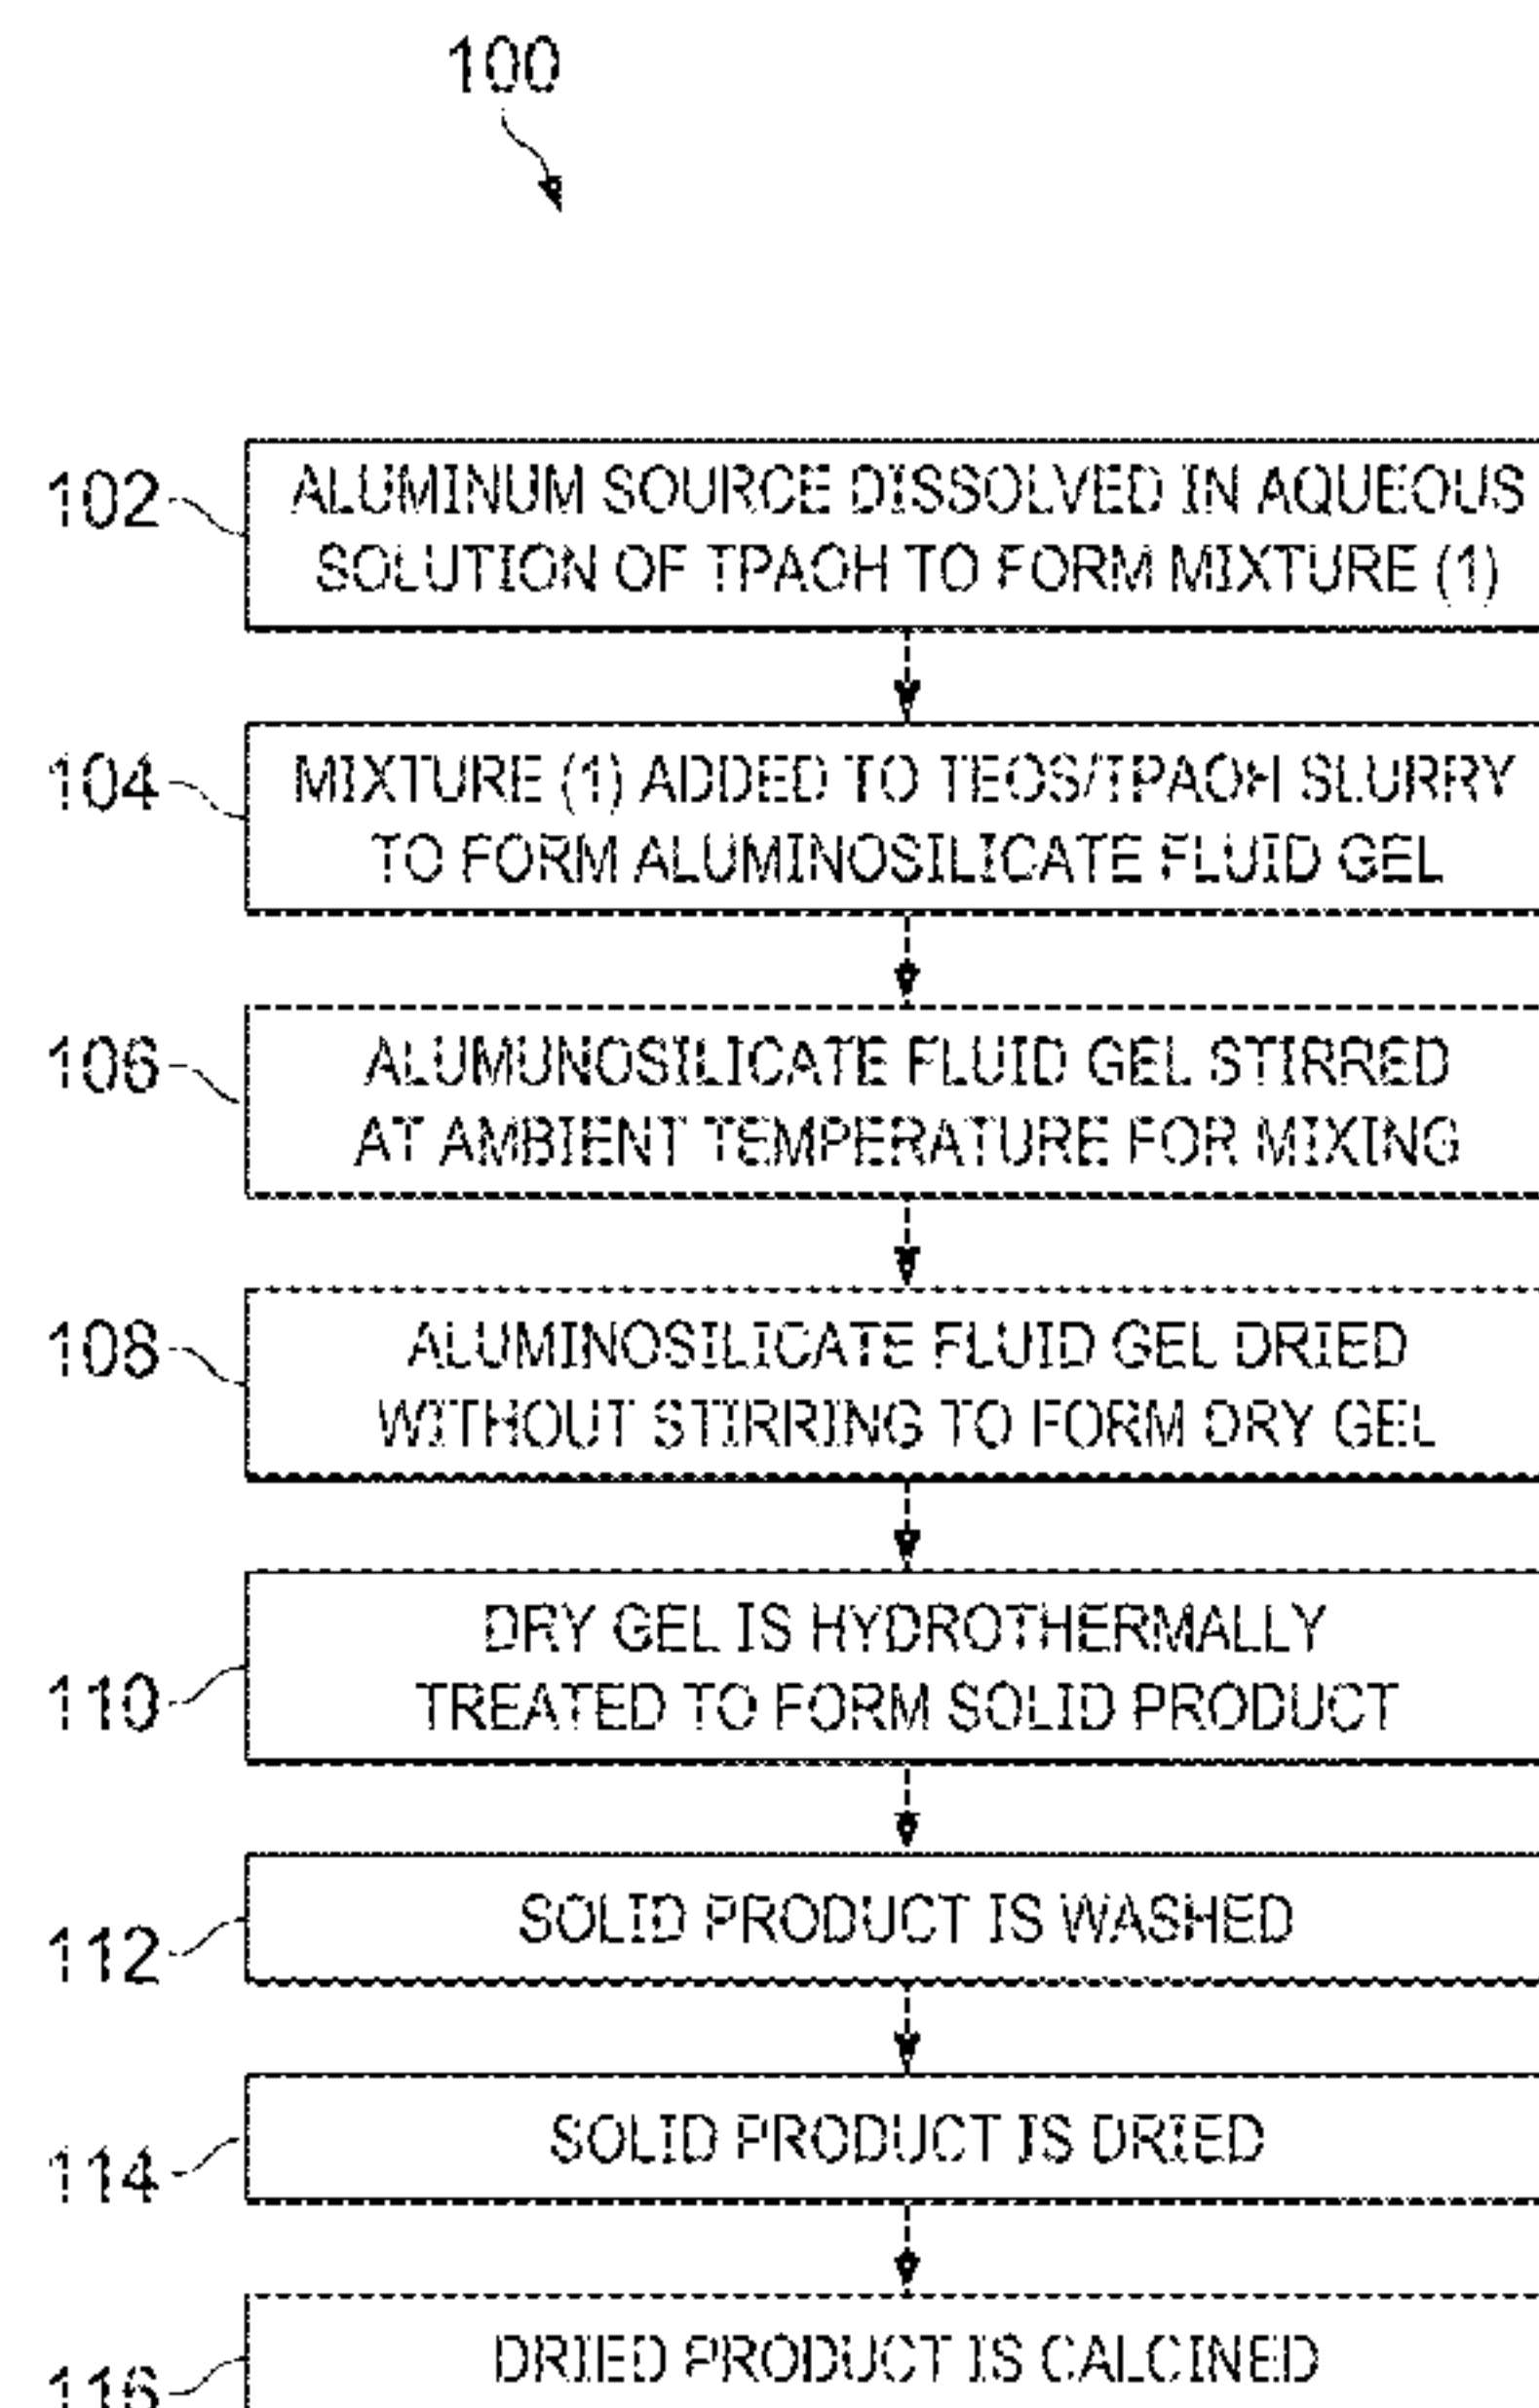 100
102
ALUMINUM SOURCE DISSOLVED IN AQUEOUS
SOLUTION OF TPAOH TO FORM MIXTURE (1)
104
MIXTURE (1) ADDED TO TEOS/TPAOH SLURRY
TO FORM ALUMINOSILICATE FLUID GEL
106
ALUMUNOSILICATE FLUID GEL STIRRED
AT AMBIENT TEMPERATURE FOR MIXING
108
ALUMINOSILICATE FLUID GEL DRIED
WITHOUT STIRRING TO FORM DRY GEL
110
DRY GEL IS HYDROTHERMALLY
TREATED TO FORM SOLID PRODUCT
112
SOLID PRODUCT IS WASHED
114
SOLID PRODUCT IS DRIED
116
DRIED PRODUCT IS CALCINED